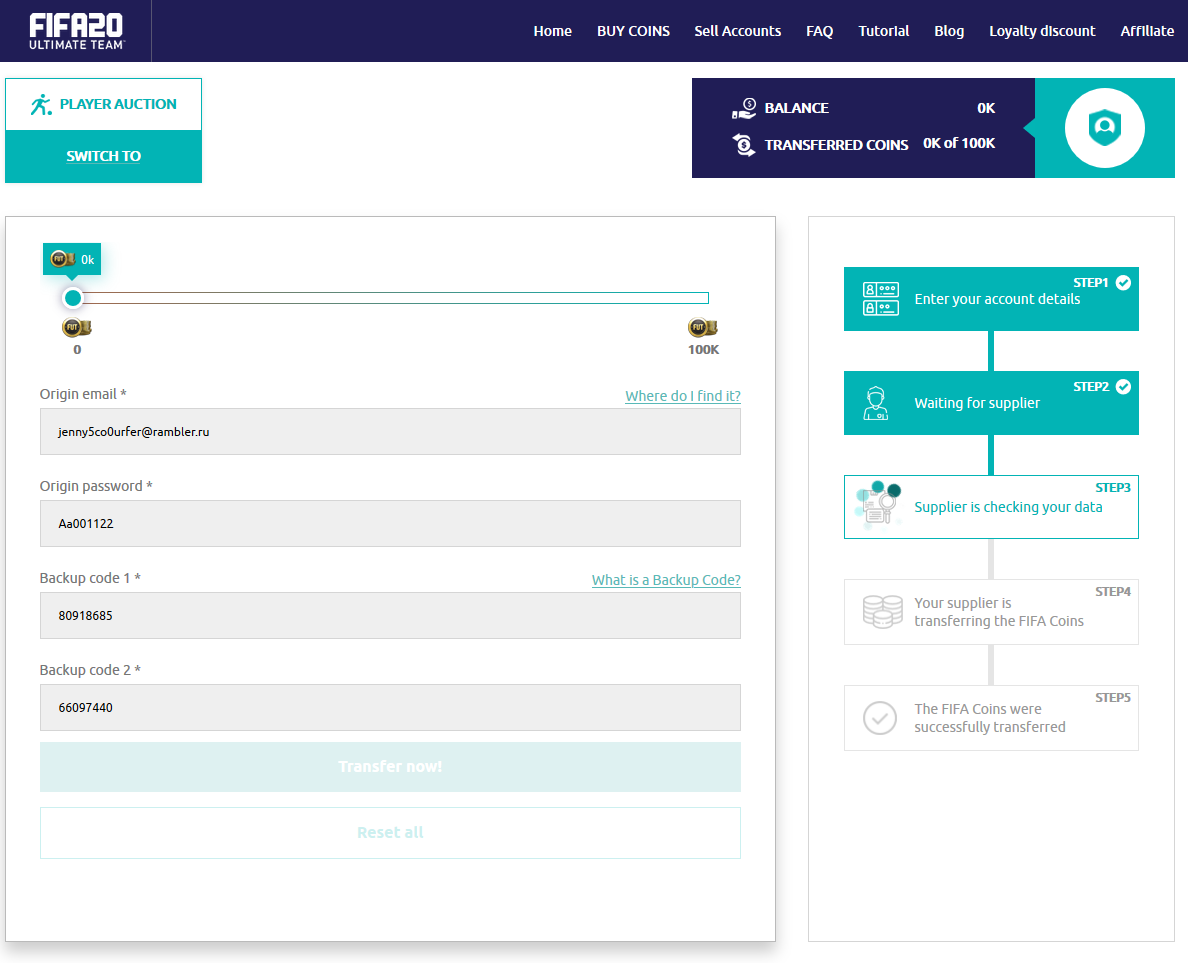 FIFA20
ULTIMATE TEAM
Home BUY COINS Sell Accounts FAQ Tutorial Blog Loyalty discount Affiliate
PLAYER AUCTION
SWITCH TO
BALANCE 0K
TRANSFERRED COINS 0K of 100K
FUT 0k
FUT FUT
0 100K
Origin email * Where do I find it?
jenny5co0urfer@rambler.ru
Origin password *
Aa001122
Backup code 1 * What is a Backup Code?
80918685
Backup code 2 *
66097440
Transfer now!
Reset all
STEP1
Enter your account details
STEP2
Waiting for supplier
STEP3
Supplier is checking your data
STEP4
Your supplier is
transferring the FIFA Coins
STEP5
The FIFA Coins were
successfully transferred